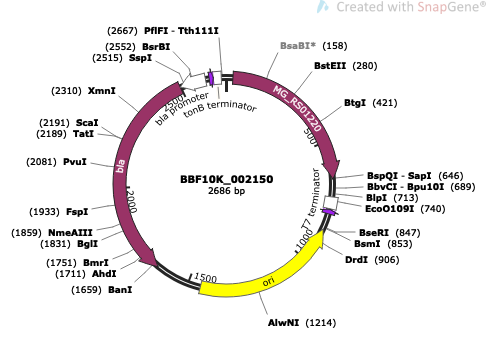 Created with SnapGene®
(2667) PflFI - Tth111I
(2552) BsrBI
(2515) SspI
(2310) XmnI
(2191) ScaI
(2189) TatI
(2081) PvuI
(1933) FspI
(1859) NmeAIII
(1831) BglI
(1751) BmrI
(1711) AhdI
(1659) BanI
BsaBI* (158)
BstEII (280)
BtgI (421)
BspQI - SapI (646)
BbvCI - Bpu10I (689)
BlpI (713)
EcoO109I (740)
BseRI (847)
BsmI (853)
DrdI (906)
AlwNI (1214)
bla promoter
tonB terminator
MG_RS01220
T7 terminator
bla
ori
500
1000
1500
2000
2500
BBF10K_002150
2686 bp